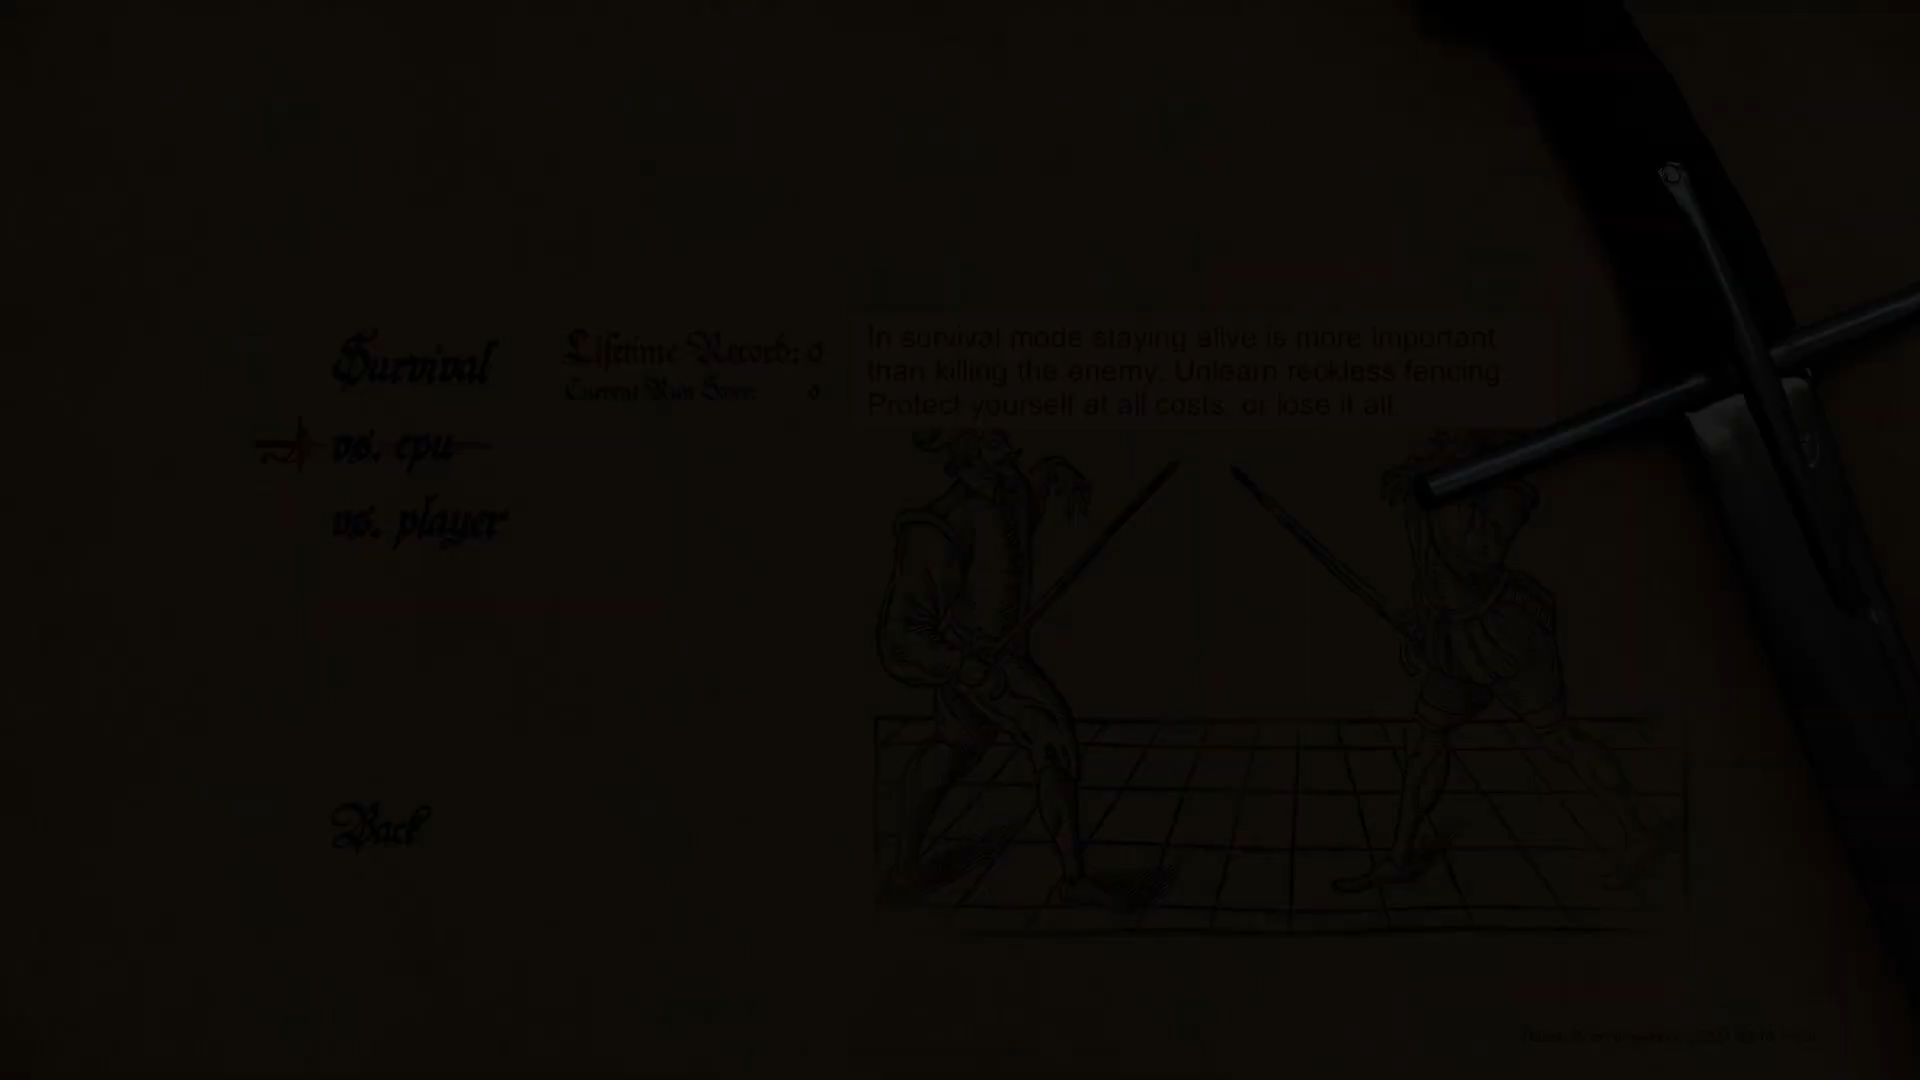 Survival
Lifetime Record: 0
Current Run Score: 0
In survival mode staying alive is more important
than killing the enemy. Unlearn reckless fencing
Protect yourself at all costs, or lose it all
vs. cpu
vs. player
Back